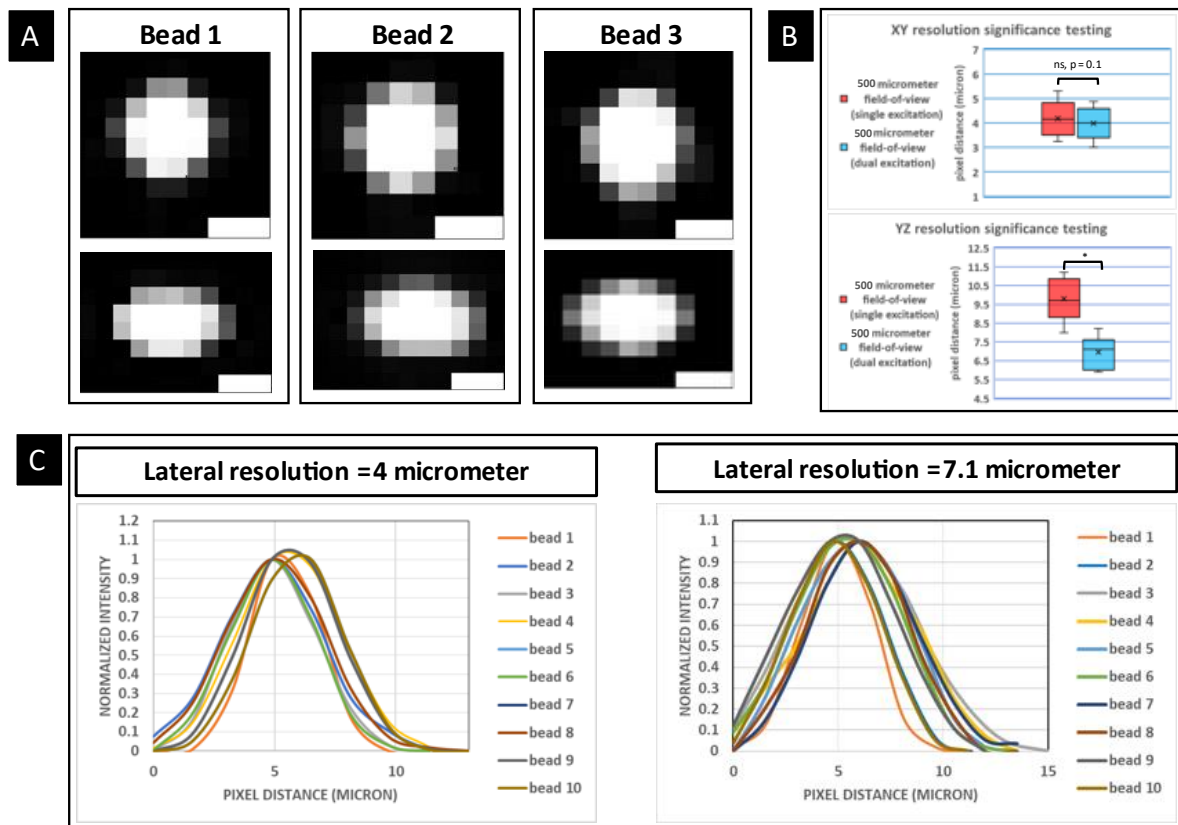 A
Bead 1
Bead 2
Bead 3
B
XY resolution significance testing
7
6
5
4
3
2
1
pixel distance (micron)
ns, p = 0.1
500 micrometer
field-of-view
(single excitation)
500 micrometer
field-of-view
(dual excitation)
YZ resolution significance testing
12.5
11.5
10.5
9.5
8.5
7.5
6.5
5.5
4.5
pixel distance (micron)
*
500 micrometer
field-of-view
(single excitation)
500 micrometer
field-of-view
(dual excitation)
C
Lateral resolution =4 micrometer
1.2
1.1
1
0.9
0.8
0.7
0.6
0.5
0.4
0.3
0.2
0.1
0
NORMALIZED INTENSITY
0 5 10
PIXEL DISTANCE (MICRON)
bead 1
bead 2
bead 3
bead 4
bead 5
bead 6
bead 7
bead 8
bead 9
bead 10
Lateral resolution =7.1 micrometer
1.1
1
0.9
0.8
0.7
0.6
0.5
0.4
0.3
0.2
0.1
0
NORMALIZED INTENSITY
0 5 10 15
PIXEL DISTANCE (MICRON)
bead 1
bead 2
bead 3
bead 4
bead 5
bead 6
bead 7
bead 8
bead 9
bead 10